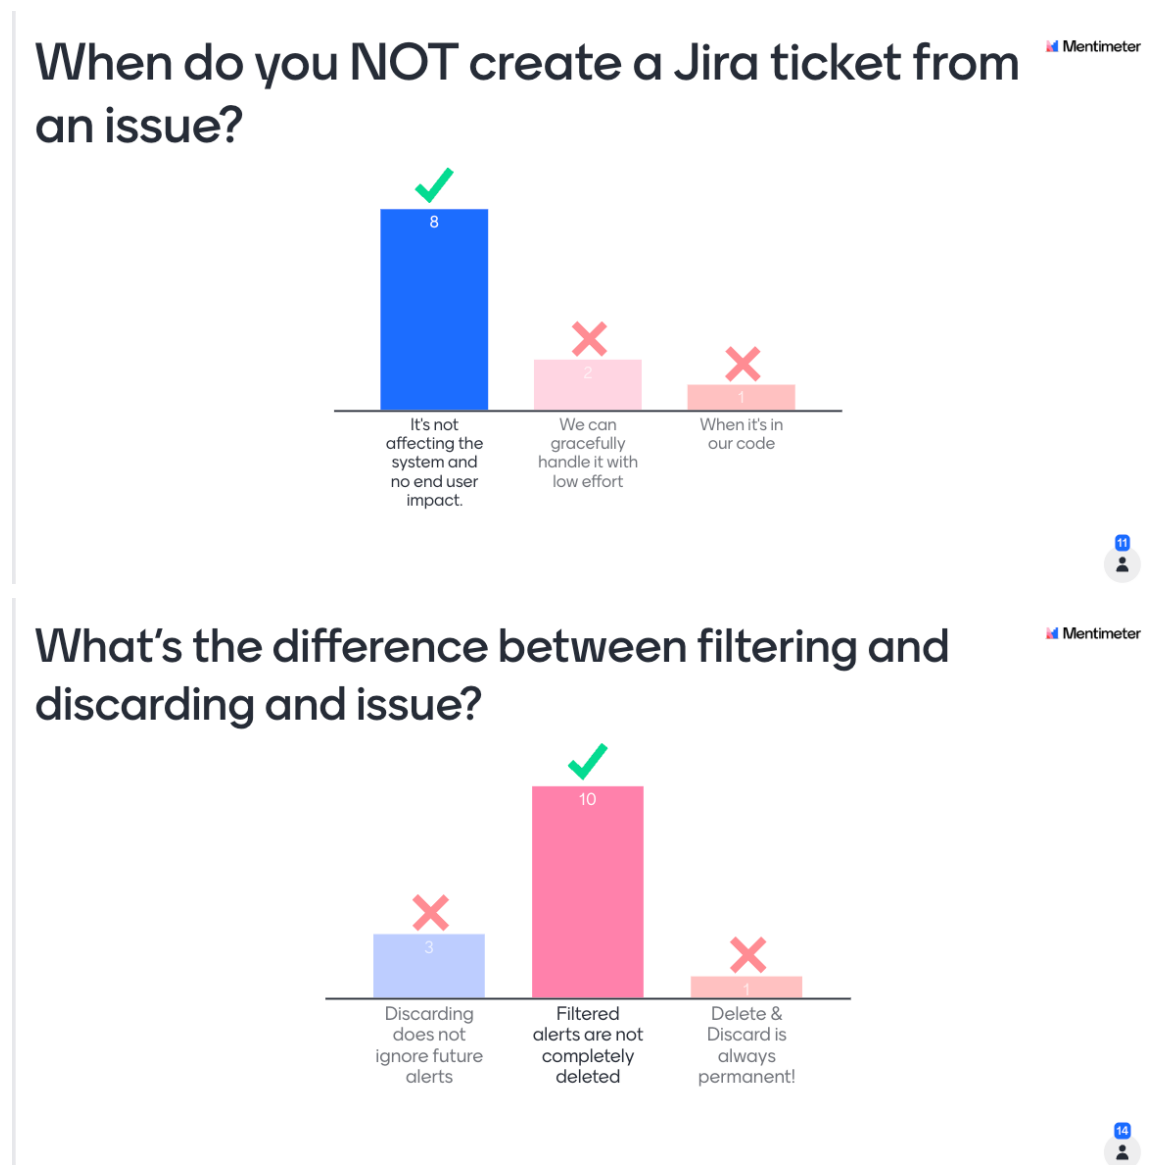 When do you NOT create a Jira ticket from
an issue?
Mentimeter
8
2
1
It's not
affecting the
system and
no end user
impact.
We can
gracefully
handle it with
low effort
When it's in
our code
11
What's the difference between filtering and
discarding and issue?
Mentimeter
10
3
1
Discarding
does not
ignore future
alerts
Filtered
alerts are not
completely
deleted
Delete &
Discard is
always
permanent!
14